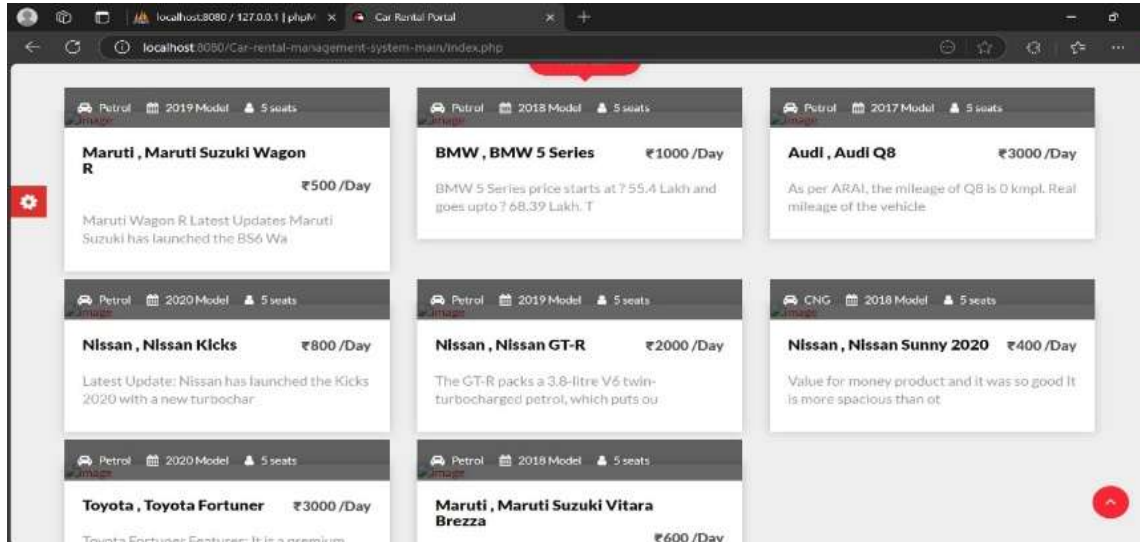 localhost:8080 / 127.0.0.1 | phpM
Car Rental Portal
localhost:8080/Car-rental-management-system-main/index.php
Petrol 2019 Model 5 seats
image
Maruti , Maruti Suzuki Wagon
R
₹500 /Day
Maruti Wagon R Latest Updates Maruti
Suzuki has launched the BS6 Wa
Petrol 2018 Model 5 seats
image
BMW , BMW 5 Series ₹1000 /Day
BMW 5 Series price starts at ? 55.4 Lakh and
goes upto ? 68.39 Lakh. T
Petrol 2017 Model 5 seats
image
Audi , Audi Q8 ₹3000 /Day
As per ARAI, the mileage of Q8 is 0 kmpl. Real
mileage of the vehicle
Petrol 2020 Model 5 seats
image
Nissan , Nissan Kicks ₹800 /Day
Latest Update: Nissan has launched the Kicks
2020 with a new turbochar
Petrol 2019 Model 5 seats
image
Nissan , Nissan GT-R ₹2000 /Day
The GT-R packs a 3.8-litre V6 twin-
turbocharged petrol, which puts ou
CNG 2018 Model 5 seats
image
Nissan , Nissan Sunny 2020 ₹400 /Day
Value for money product and it was so good It
is more spacious than ot
Petrol 2020 Model 5 seats
image
Toyota , Toyota Fortuner ₹3000 /Day
Toyota Fortuner Features: It is a premium
Petrol 2018 Model 5 seats
image
Maruti , Maruti Suzuki Vitara
Brezza
₹600 /Day